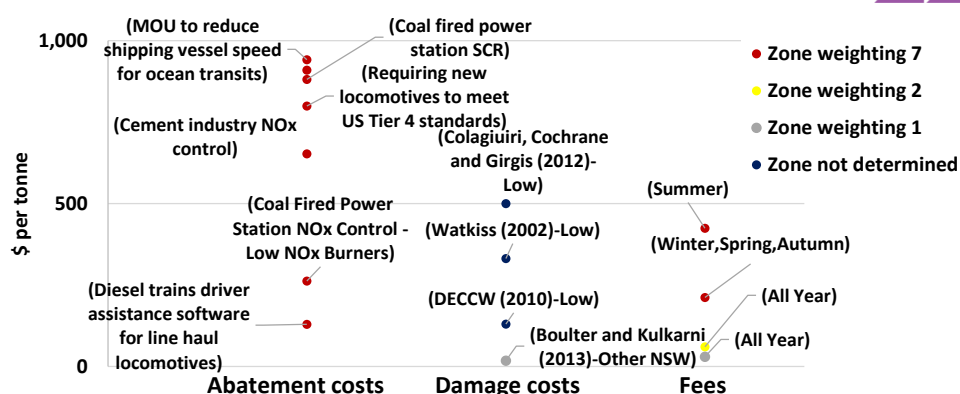 $ per tonne
1,000
500
0
(MOU to reduce
shipping vessel speed
for ocean transits)
(Coal fired power
station SCR)
(Requiring new
locomotives to meet
US Tier 4 standards)
(Cement industry NOx
control)
(Coal Fired Power
Station NOx Control -
Low NOx Burners)
(Diesel trains driver
assistance software
for line haul
locomotives)
(Colagiuiri, Cochrane
and Girgis (2012)-
Low)
(Watkiss (2002)-Low)
(DECCW (2010)-Low)
(Boulter and Kulkarni
(2013)-Other NSW)
(Summer)
(Winter,Spring,Autumn)
(All Year)
(All Year)
Abatement costs
Damage costs
Fees
Zone weighting 7
Zone weighting 2
Zone weighting 1
Zone not determined